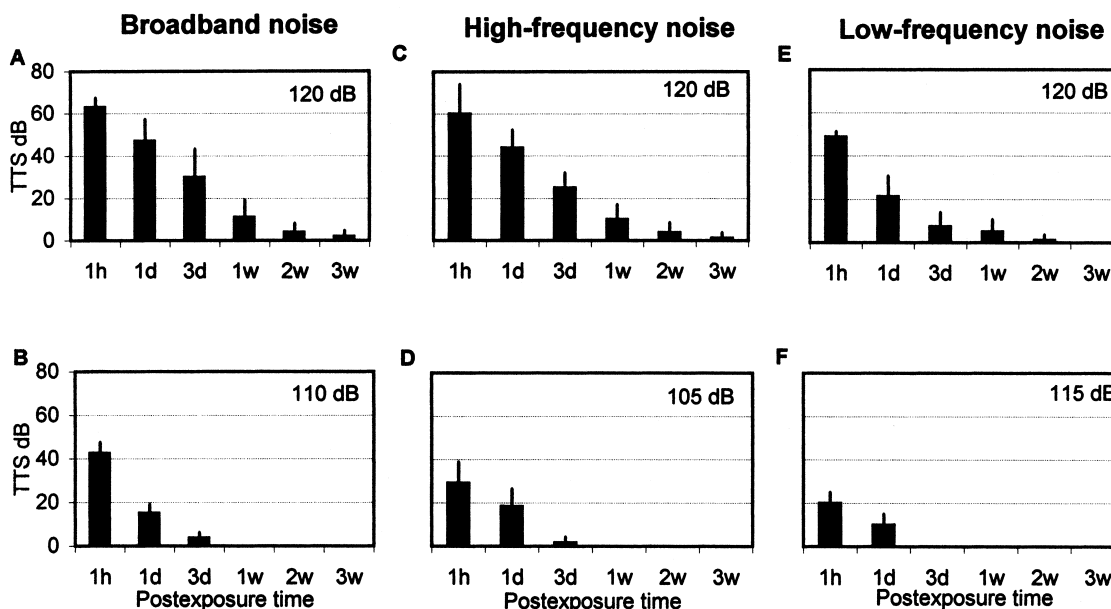 Broadband noise
High-frequency noise
Low-frequency noise
A
80
60
40
20
0
TTS dB
120 dB
1h 1d 3d 1w 2w 3w
C
120 dB
1h 1d 3d 1w 2w 3w
E
120 dB
1h 1d 3d 1w 2w 3w
B
80
60
40
20
0
TTS dB
110 dB
1h 1d 3d 1w 2w 3w
Postexposure time
D
105 dB
1h 1d 3d 1w 2w 3w
Postexposure time
F
115 dB
1h 1d 3d 1w 2w 3w
Postexposure time